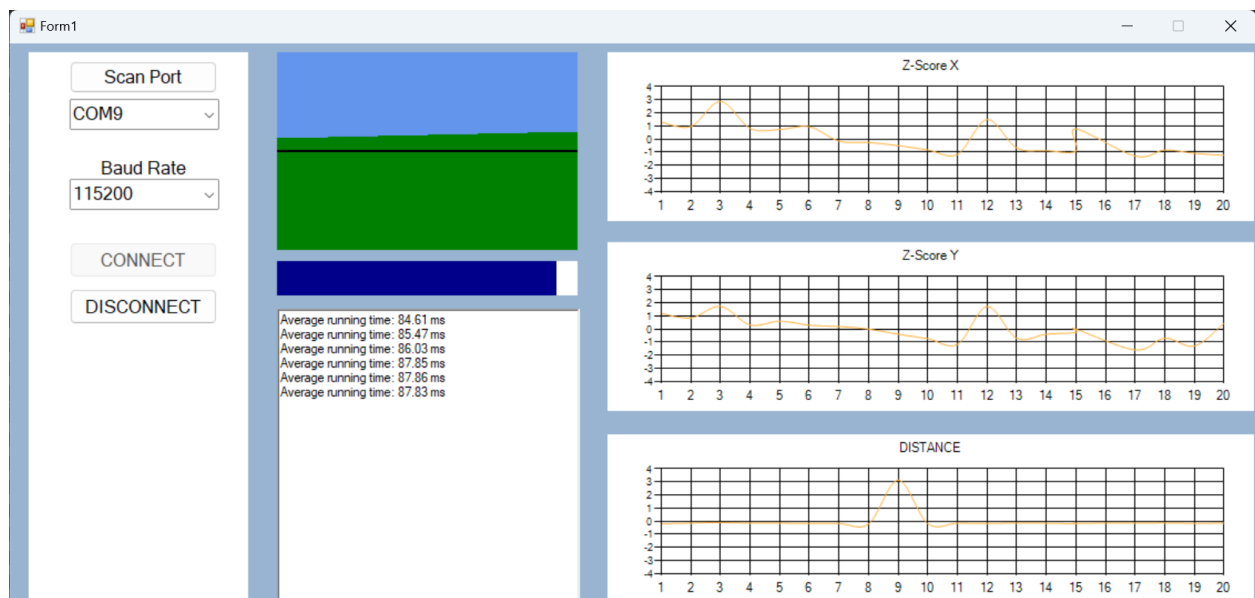 Form1
Scan Port
COM9
Baud Rate
115200
CONNECT
DISCONNECT
Average running time: 84.61 ms
Average running time: 85.47 ms
Average running time: 86.03 ms
Average running time: 87.85 ms
Average running time: 87.86 ms
Average running time: 87.83 ms
Z-Score X
4
3
2
1
0
-1
-2
-3
-4
1 2 3 4 5 6 7 8 9 10 11 12 13 14 15 16 17 18 19 20
Z-Score Y
4
3
2
1
0
-1
-2
-3
-4
1 2 3 4 5 6 7 8 9 10 11 12 13 14 15 16 17 18 19 20
DISTANCE
4
3
2
1
0
-1
-2
-3
-4
1 2 3 4 5 6 7 8 9 10 11 12 13 14 15 16 17 18 19 20